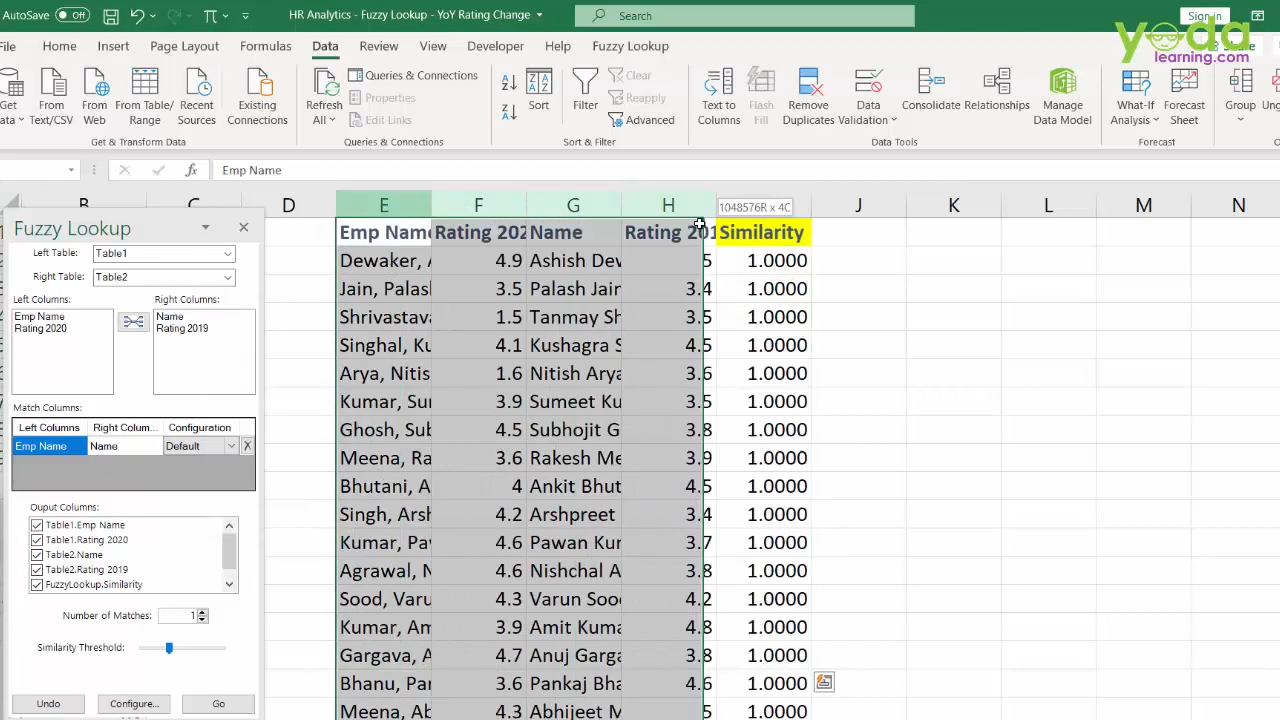 AutoSave Off HR Analytics - Fuzzy Lookup - YoY Rating Change Search Sign in
yoda
learning.com
File Home Insert Page Layout Formulas Data Review View Developer Help Fuzzy Lookup Share
Get Data From Text/CSV From Web From Table/Range Recent Sources Existing Connections Refresh All Queries & Connections Properties Edit Links Sort Filter Clear Reapply Advanced Text to Columns Flash Fill Remove Duplicates Data Validation Consolidate Relationships Manage Data Model What-If Analysis Forecast Sheet Group
Get & Transform Data Queries & Connections Sort & Filter Data Tools Forecast
fx Emp Name
B C D E F G H 1048576R x 4C J K L M N
Fuzzy Lookup
Left Table: Table1
Right Table: Table2
Left Columns: Right Columns:
Emp Name Name
Rating 2020 Rating 2019
Match Columns:
Left Columns Right Colum... Configuration
Emp Name Name Default X
Ouput Columns:
Table1.Emp Name
Table1.Rating 2020
Table2.Name
Table2.Rating 2019
FuzzyLookup.Similarity
Number of Matches: 1
Similarity Threshold:
Undo Configure... Go
Emp Name Rating 202 Name Rating 201 Similarity
Dewaker, A 4.9 Ashish Dew 5 1.0000
Jain, Palash 3.5 Palash Jain 3.4 1.0000
Shrivastava 1.5 Tanmay Sh 3.5 1.0000
Singhal, Ku 4.1 Kushagra S 4.5 1.0000
Arya, Nitis 1.6 Nitish Arya 3.6 1.0000
Kumar, Sun 3.9 Sumeet Ku 3.5 1.0000
Ghosh, Sub 4.5 Subhojit G 3.8 1.0000
Meena, Ra 3.6 Rakesh Me 3.9 1.0000
Bhutani, A 4 Ankit Bhut 4.5 1.0000
Singh, Arsh 4.2 Arshpreet 3.4 1.0000
Kumar, Pav 4.6 Pawan Kun 3.7 1.0000
Agrawal, N 4.6 Nishchal A 3.8 1.0000
Sood, Varu 4.3 Varun Sood 4.2 1.0000
Kumar, Am 3.9 Amit Kuma 4.8 1.0000
Gargava, A 4.7 Anuj Garga 3.8 1.0000
Bhanu, Pan 3.6 Pankaj Bha 4.6 1.0000
Meena, Ab 4.3 Abhijeet M 5 1.0000